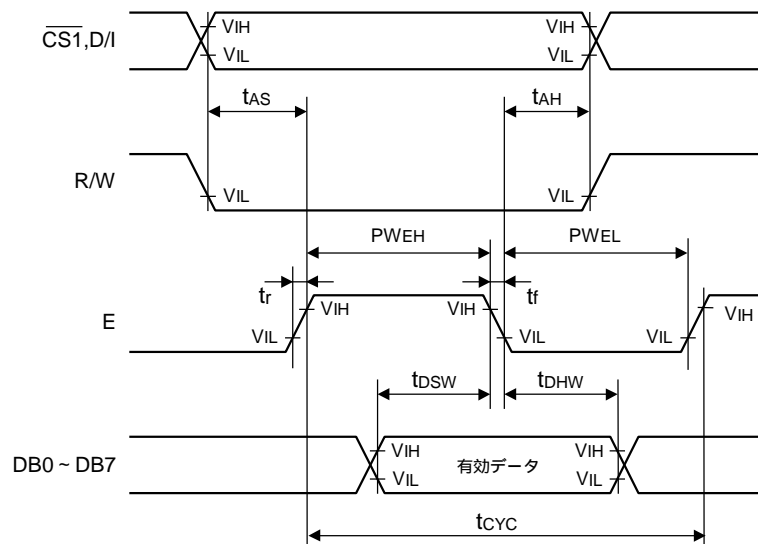 CS1,D/I
VIH
VIH
VIL
VIL
tAS
tAH
R/W
VIL
VIL
PWEH
PWEL
tr
tf
E
VIH
VIH
VIH
VIL
VIL
VIL
tDSW
tDHW
DB0 ~ DB7
VIH
VIH
VIL
有効データ
VIL
tCYC